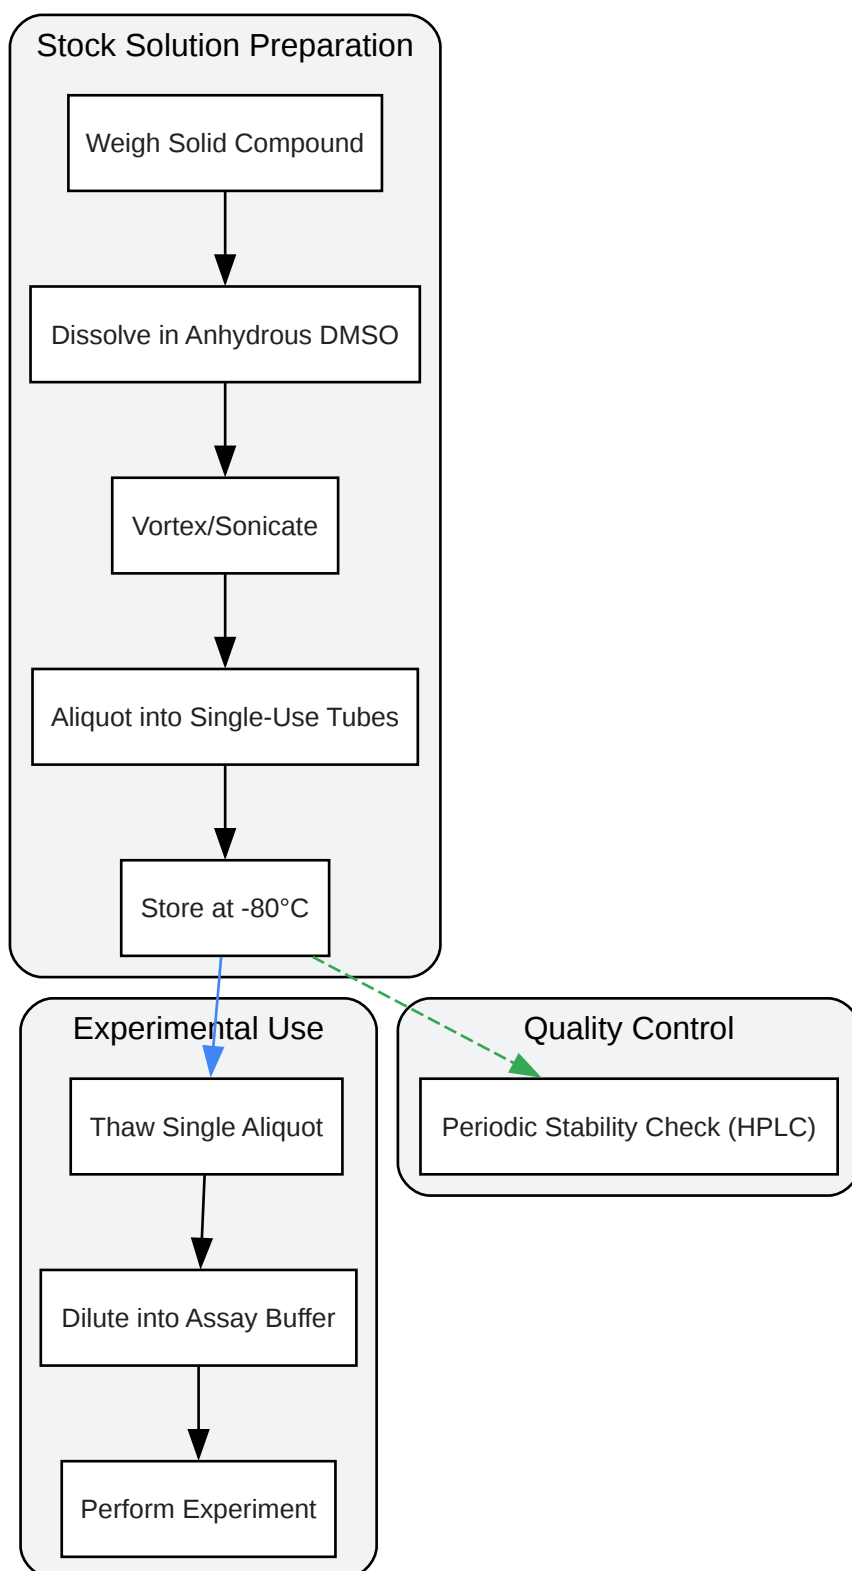 Stock Solution Preparation
Weigh Solid Compound
Dissolve in Anhydrous DMSO
Vortex/Sonicate
Aliquot into Single-Use Tubes
Store at -80°C
Experimental Use
Thaw Single Aliquot
Dilute into Assay Buffer
Perform Experiment
Quality Control
Periodic Stability Check (HPLC)